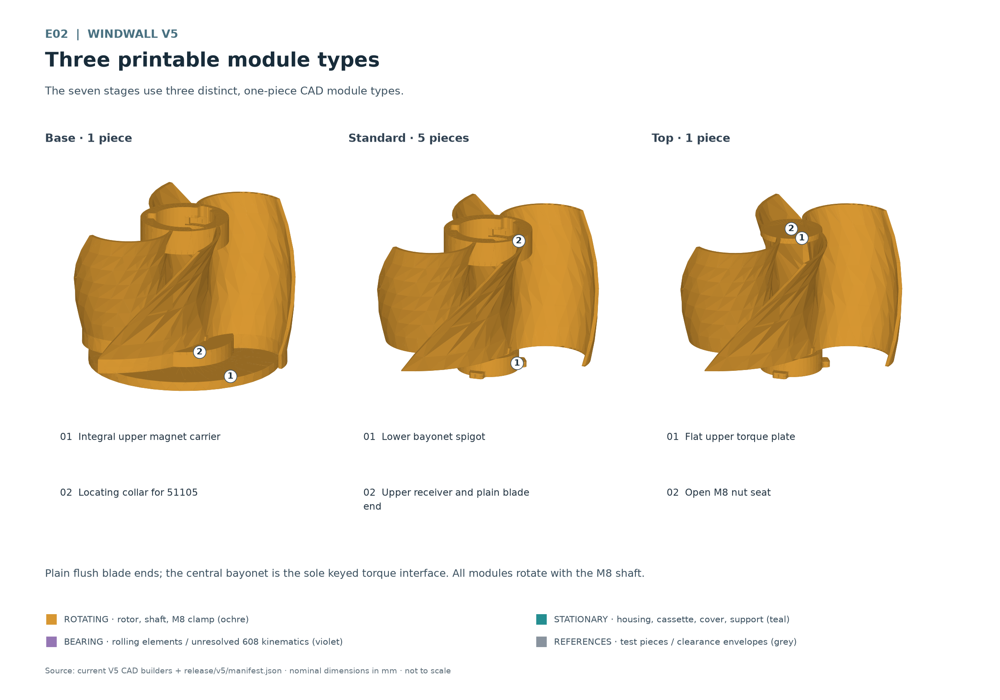 E02 | WINDWALL V5
Three printable module types
The seven stages use three distinct, one-piece CAD module types.
Base · 1 piece
Standard · 5 pieces
Top · 1 piece
2
1
2
1
2
1
01 Integral upper magnet carrier
02 Locating collar for 51105
01 Lower bayonet spigot
02 Upper receiver and plain blade
end
01 Flat upper torque plate
02 Open M8 nut seat
Plain flush blade ends; the central bayonet is the sole keyed torque interface. All modules rotate with the M8 shaft.
ROTATING · rotor, shaft, M8 clamp (ochre)
STATIONARY · housing, cassette, cover, support (teal)
BEARING · rolling elements / unresolved 608 kinematics (violet)
REFERENCES · test pieces / clearance envelopes (grey)
Source: current V5 CAD builders + release/v5/manifest.json · nominal dimensions in mm · not to scale